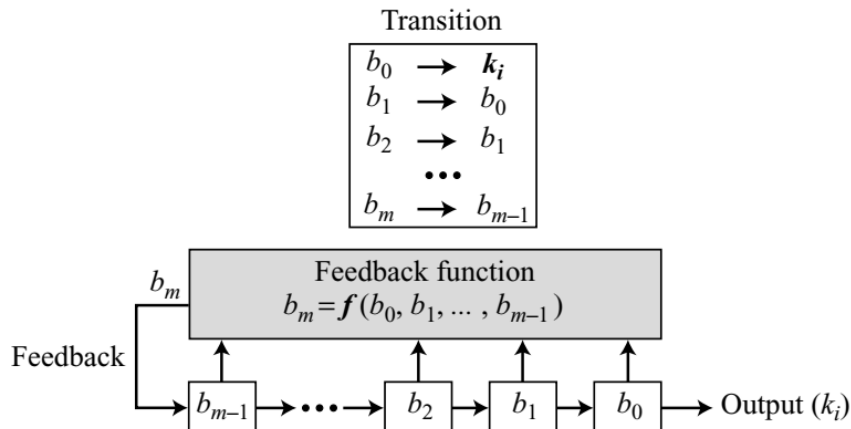 Transition
b₀ → kᵢ
b₁ → b₀
b₂ → b₁
•••
bₘ → bₘ₋₁
bₘ
Feedback function
bₘ = f (b₀, b₁, ... , bₘ₋₁)
Feedback
bₘ₋₁ ••• b₂ b₁ b₀ Output (kᵢ)